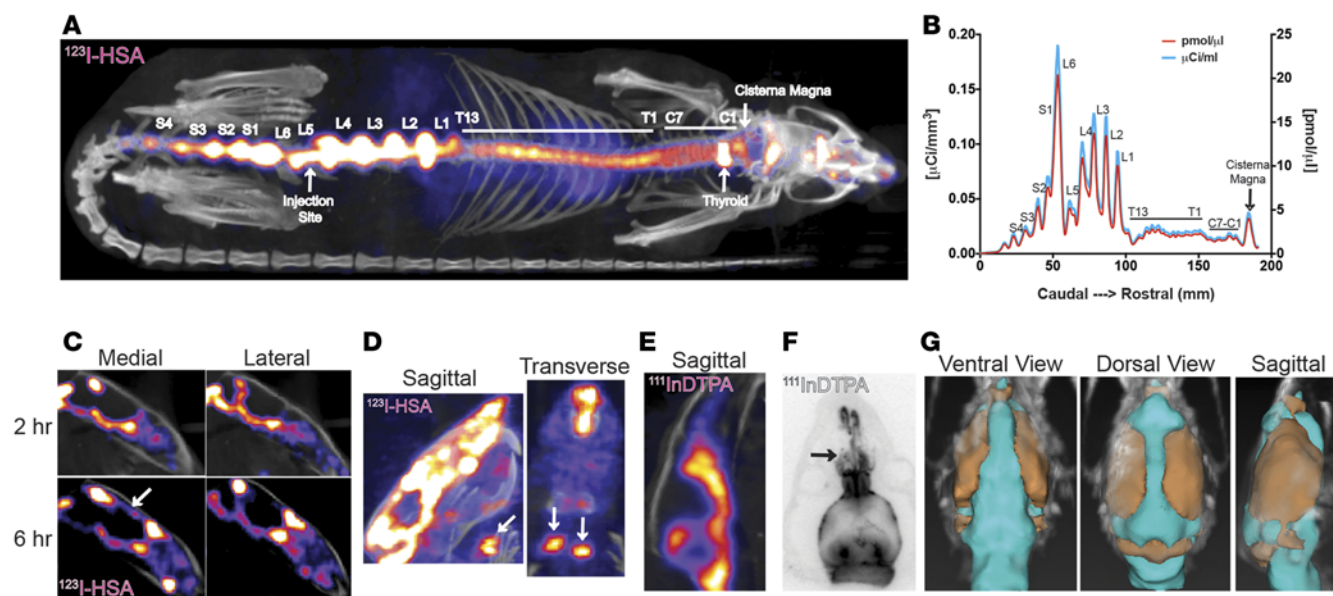 A
¹²³I-HSA
Cisterna Magna
S4 S3 S2 S1 L6 L5 L4 L3 L2 L1 T13 T1 C7 C1
Injection
Site
Thyroid
B
pmol/µl
µCi/ml
[µCi/mm³]
0.20
0.15
0.10
0.05
0.00
[pmol/µl]
25
20
15
10
5
0
S4
S3
S2
S1
L6
L5
L4
L3
L2
L1
T13 T1
C7-C1
Cisterna
Magna
0 50 100 150 200
Caudal ---> Rostral (mm)
C
Medial Lateral
2 hr
6 hr
¹²³I-HSA
D
Sagittal
¹²³I-HSA
Transverse
E
Sagittal
¹¹¹InDTPA
F
¹¹¹InDTPA
G
Ventral View Dorsal View Sagittal